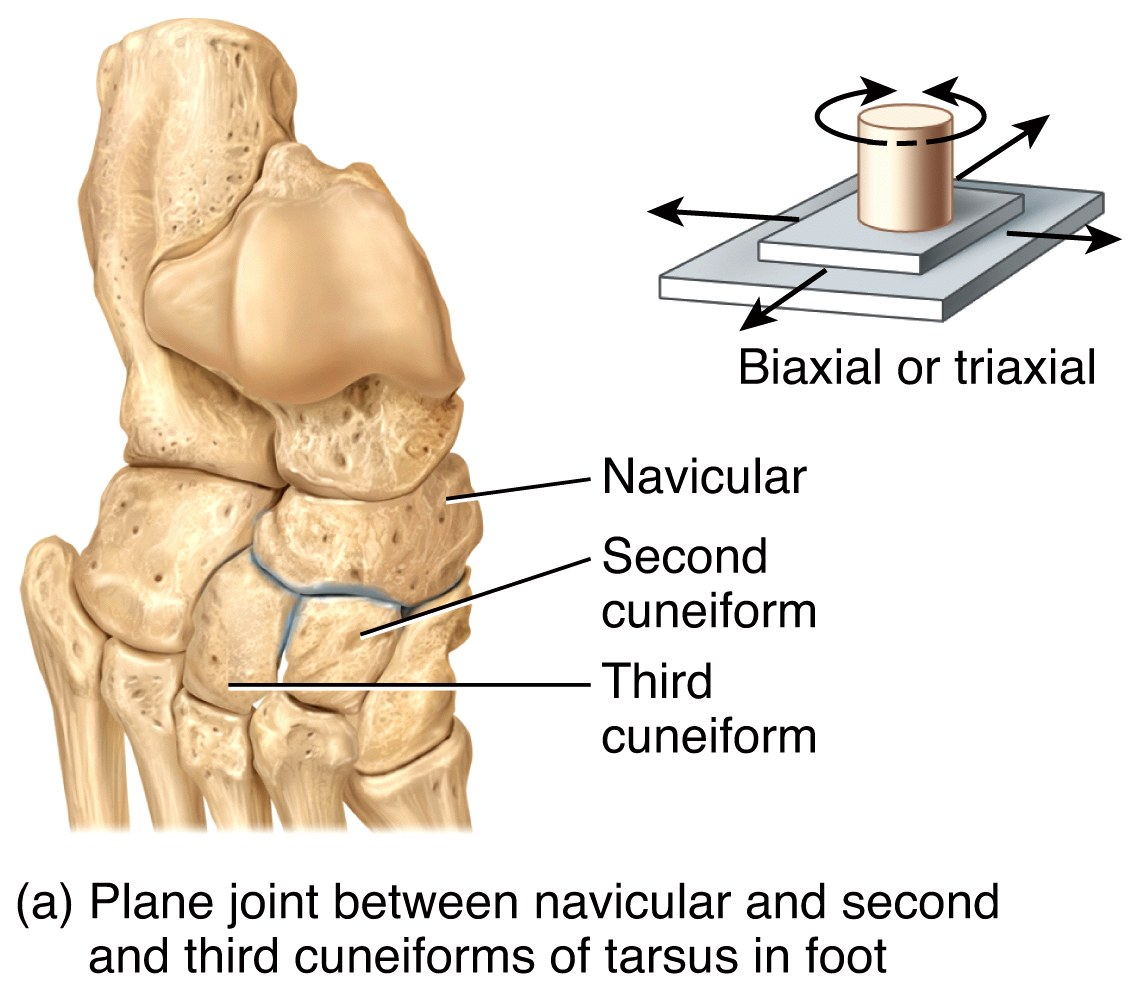 Biaxial or triaxial
Navicular
Second
cuneiform
Third
cuneiform
(a) Plane joint between navicular and second
and third cuneiforms of tarsus in foot